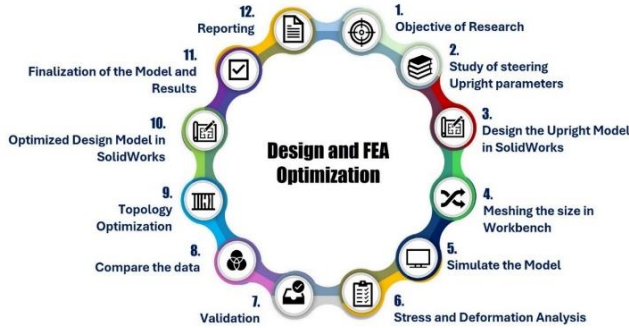 Design and FEA
Optimization
1.
Objective of Research
2.
Study of steering
Upright parameters
3.
Design the Upright Model
in SolidWorks
4.
Meshing the size in
Workbench
5.
Simulate the Model
6.
Stress and Deformation Analysis
7.
Validation
8.
Compare the data
9.
Topology
Optimization
10.
Optimized Design Model in
SolidWorks
11.
Finalization of the Model and
Results
12.
Reporting